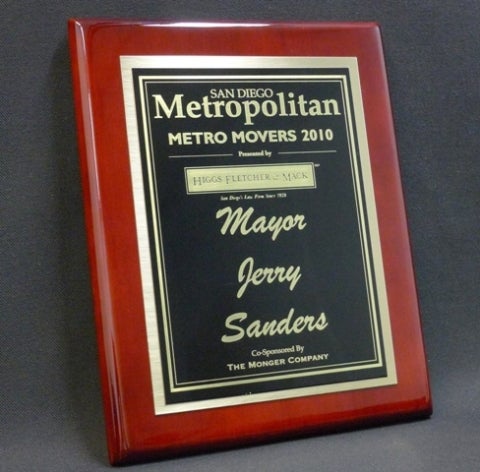 SAN DIEGO
Metropolitan
METRO MOVERS 2010
Presented by
HIGGS FLETCHER & MACK
San Diego's Law Firm Since 1939
Mayor
Jerry
Sanders
Co-Sponsored By
THE MONGER COMPANY